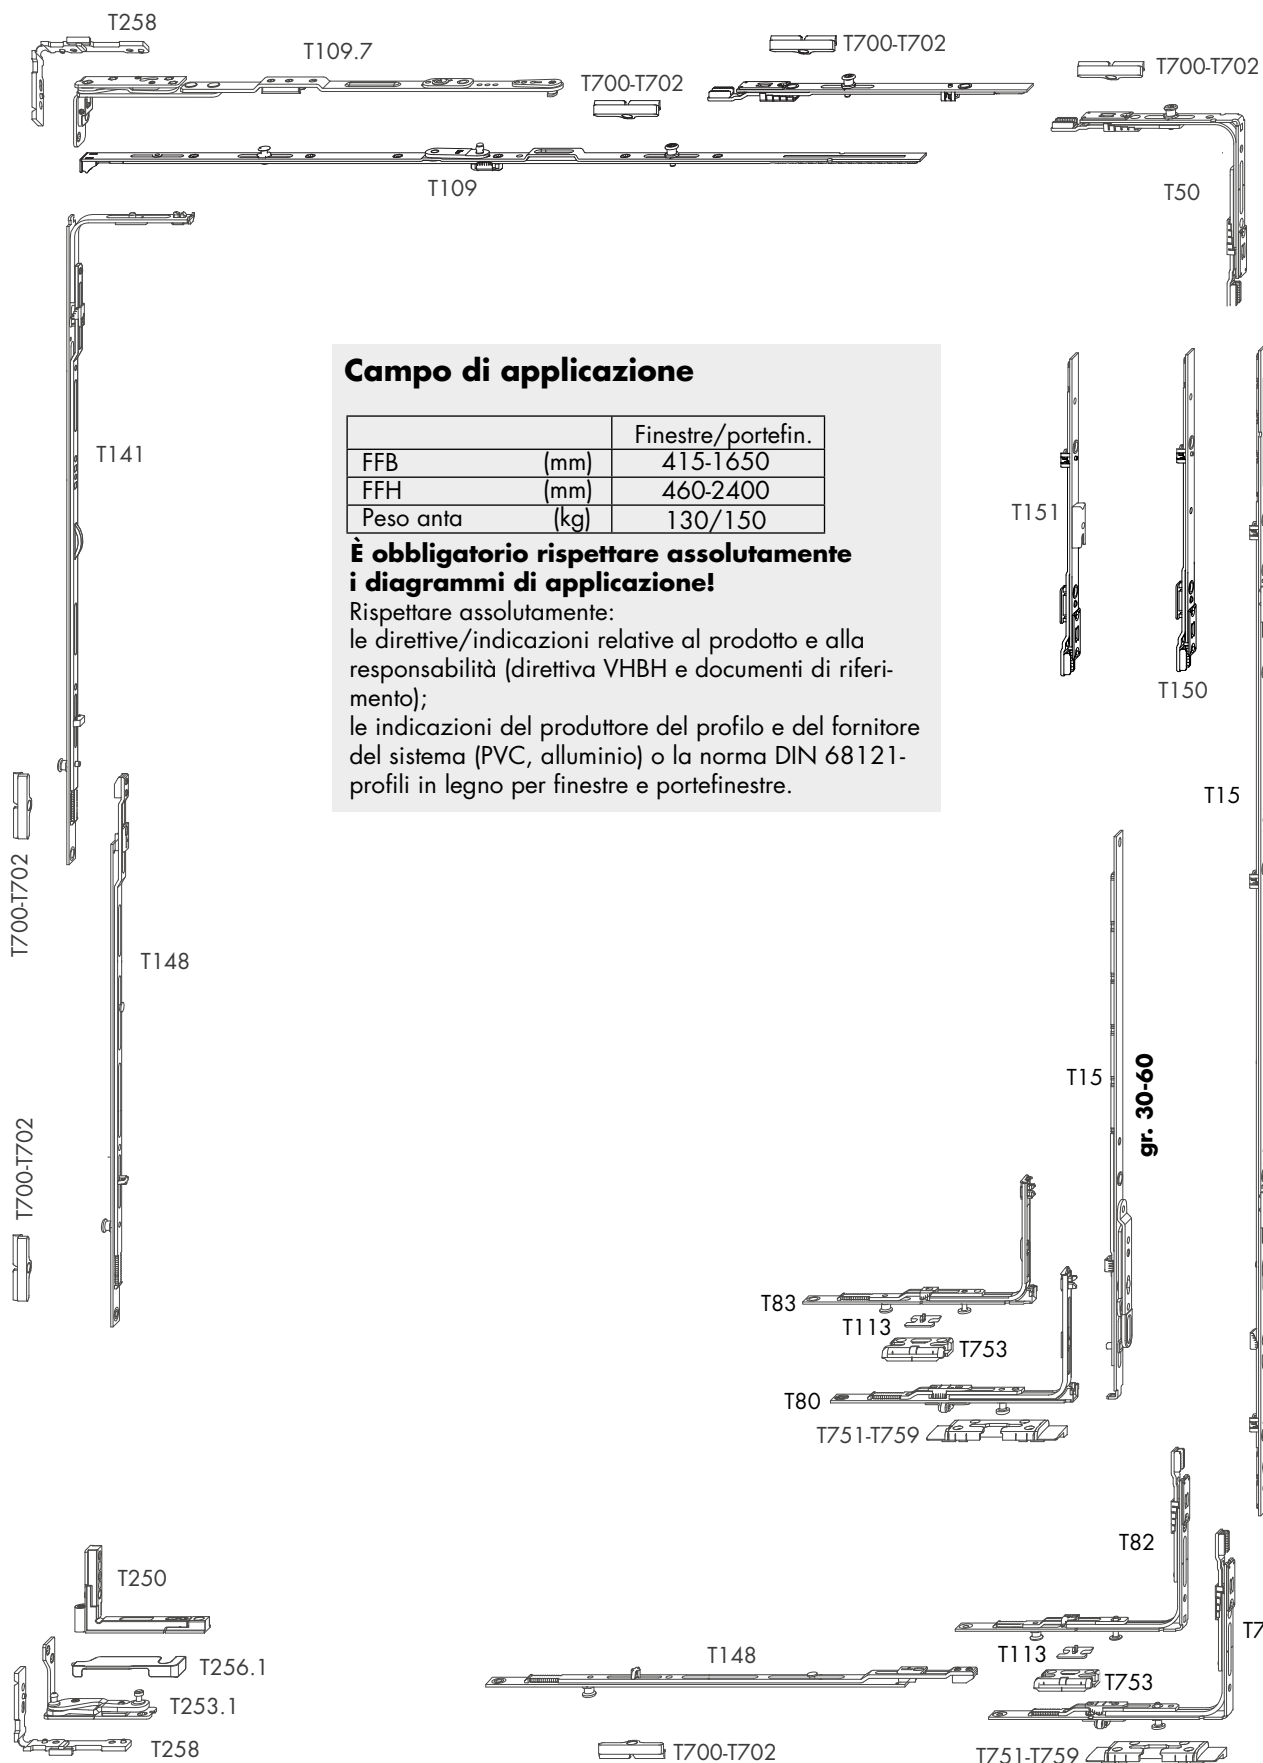 T258
T109.7
T700-T702
T700-T702
T700-T702
T109
T50
Campo di applicazione
Finestre/portefin.
FFB (mm) 415-1650
FFH (mm) 460-2400
Peso anta (kg) 130/150
È obbligatorio rispettare assolutamente
i diagrammi di applicazione!
Rispettare assolutamente:
le direttive/indicazioni relative al prodotto e alla
responsabilità (direttiva VHBH e documenti di riferi-
mento);
le indicazioni del produttore del profilo e del fornitore
del sistema (PVC, alluminio) o la norma DIN 68121-
profili in legno per finestre e portefinestre.
T141
T151
T150
T15
T700-T702
T148
T15
gr. 30-60
T700-T702
T83
T113
T753
T80
T751-T759
T82
T250
T7
T113
T148
T256.1
T753
T253.1
T258
T700-T702
T751-T759